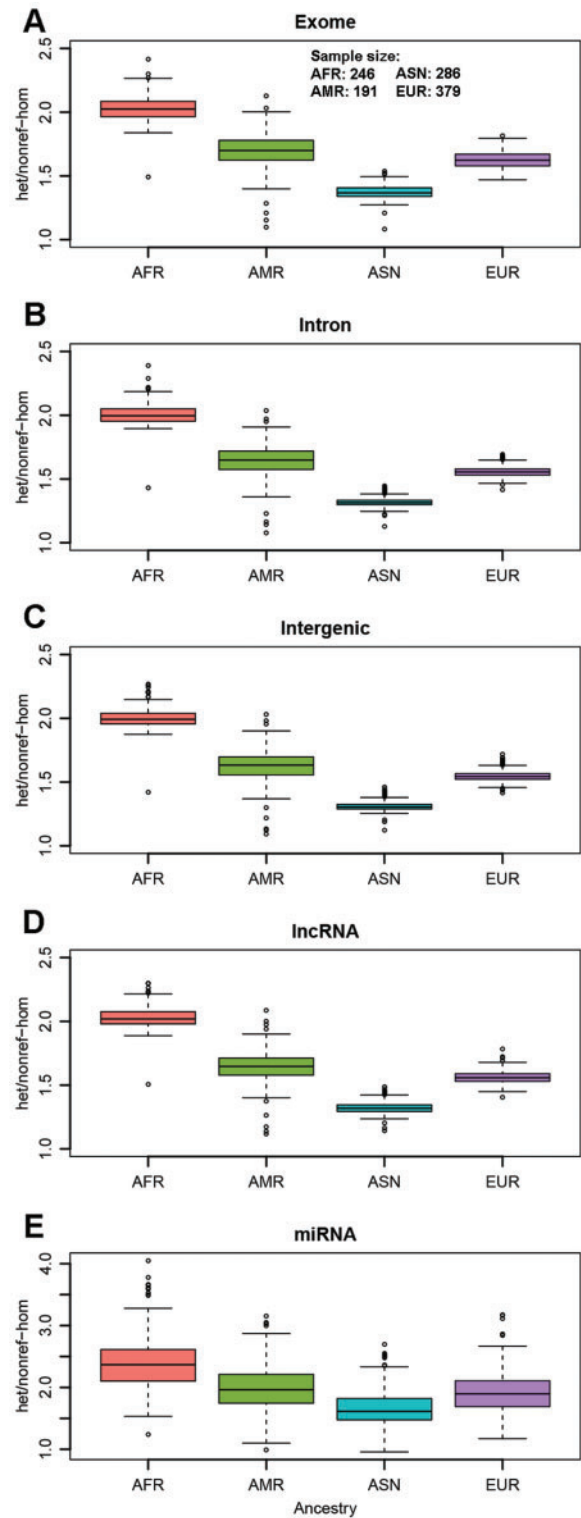 A
Exome
Sample size:
AFR: 246 ASN: 286
AMR: 191 EUR: 379
het/nonref-hom
2.5
2.0
1.5
1.0
AFR AMR ASN EUR
B
Intron
het/nonref-hom
2.5
2.0
1.5
1.0
AFR AMR ASN EUR
C
Intergenic
het/nonref-hom
2.5
2.0
1.5
1.0
AFR AMR ASN EUR
D
lncRNA
het/nonref-hom
2.5
2.0
1.5
1.0
AFR AMR ASN EUR
E
miRNA
het/nonref-hom
4.0
3.0
2.0
1.0
AFR AMR ASN EUR
Ancestry